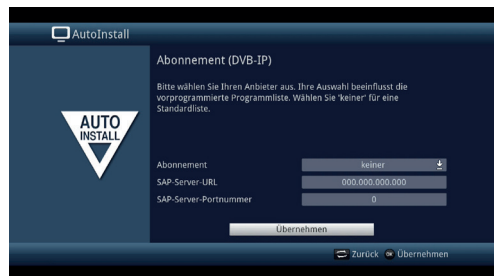 AutoInstall
Abonnement (DVB-IP)
Bitte wählen Sie Ihren Anbieter aus. Ihre Auswahl beeinflusst die
vorprogrammierte Programmliste. Wählen Sie 'keiner' für eine
Standardliste.
AUTO
INSTALL
Abonnement keiner
SAP-Server-URL 000.000.000.000
SAP-Server-Portnummer 0
Übernehmen
Zurück OK Übernehmen